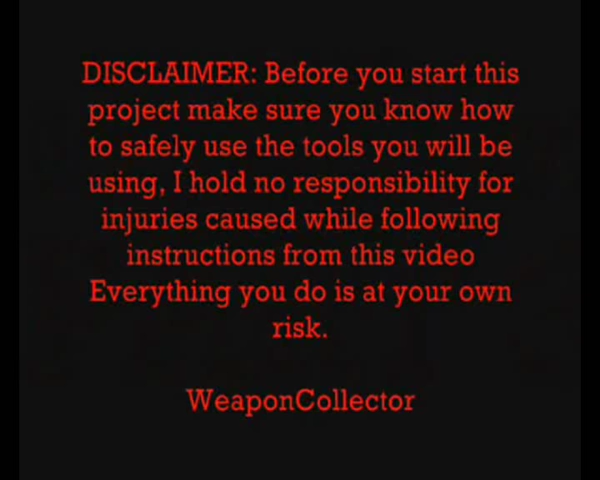 DISCLAIMER: Before you start this
project make sure you know how
to safely use the tools you will be
using, I hold no responsibility for
injuries caused while following
instructions from this video
Everything you do is at your own
risk.
WeaponCollector